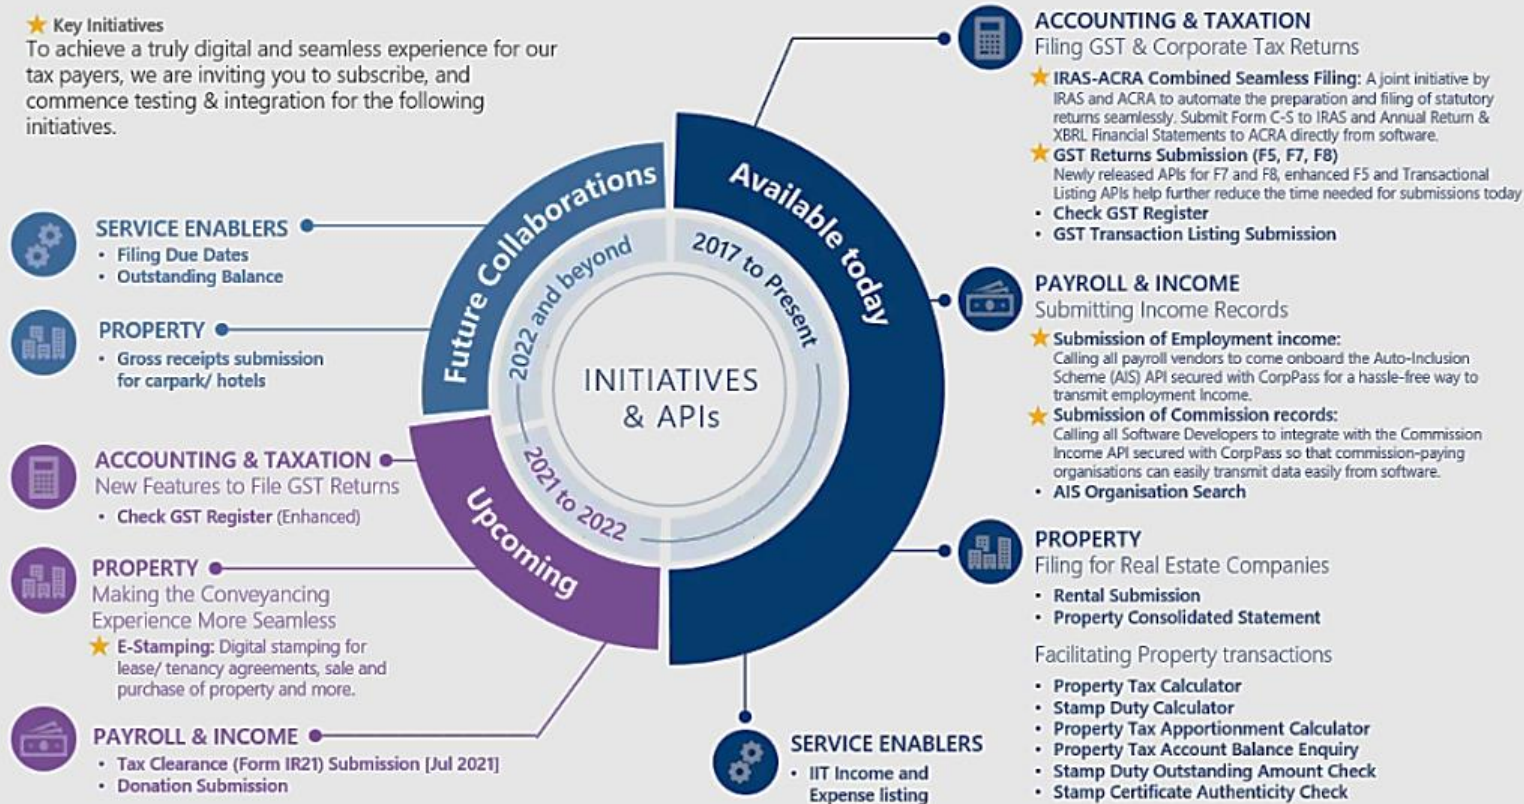 Key Initiatives
To achieve a truly digital and seamless experience for our
tax payers, we are inviting you to subscribe, and
commence testing & integration for the following
initiatives.
SERVICE ENABLERS
• Filing Due Dates
• Outstanding Balance
PROPERTY
• Gross receipts submission
for carpark/ hotels
ACCOUNTING & TAXATION
New Features to File GST Returns
• Check GST Register (Enhanced)
PROPERTY
Making the Conveyancing
Experience More Seamless
E-Stamping: Digital stamping for
lease/ tenancy agreements, sale and
purchase of property and more.
PAYROLL & INCOME
• Tax Clearance (Form IR21) Submission [Jul 2021]
• Donation Submission
Future Collaborations
2022 and beyond
Available today
2017 to Present
INITIATIVES
& APIs
Upcoming
2021 to 2022
ACCOUNTING & TAXATION
Filing GST & Corporate Tax Returns
IRAS-ACRA Combined Seamless Filing: A joint initiative by
IRAS and ACRA to automate the preparation and filing of statutory
returns seamlessly. Submit Form C-S to IRAS and Annual Return &
XBRL Financial Statements to ACRA directly from software.
GST Returns Submission (F5, F7, F8)
Newly released APIs for F7 and F8, enhanced F5 and Transactional
Listing APIs help further reduce the time needed for submissions today
• Check GST Register
• GST Transaction Listing Submission
PAYROLL & INCOME
Submitting Income Records
Submission of Employment income:
Calling all payroll vendors to come onboard the Auto-Inclusion
Scheme (AIS) API secured with CorpPass for a hassle-free way to
transmit employment Income.
Submission of Commission records:
Calling all Software Developers to integrate with the Commission
Income API secured with CorpPass so that commission-paying
organisations can easily transmit data easily from software.
• AIS Organisation Search
PROPERTY
Filing for Real Estate Companies
• Rental Submission
• Property Consolidated Statement
Facilitating Property transactions
• Property Tax Calculator
• Stamp Duty Calculator
• Property Tax Apportionment Calculator
• Property Tax Account Balance Enquiry
• Stamp Duty Outstanding Amount Check
• Stamp Certificate Authenticity Check
SERVICE ENABLERS
• IIT Income and
Expense listing